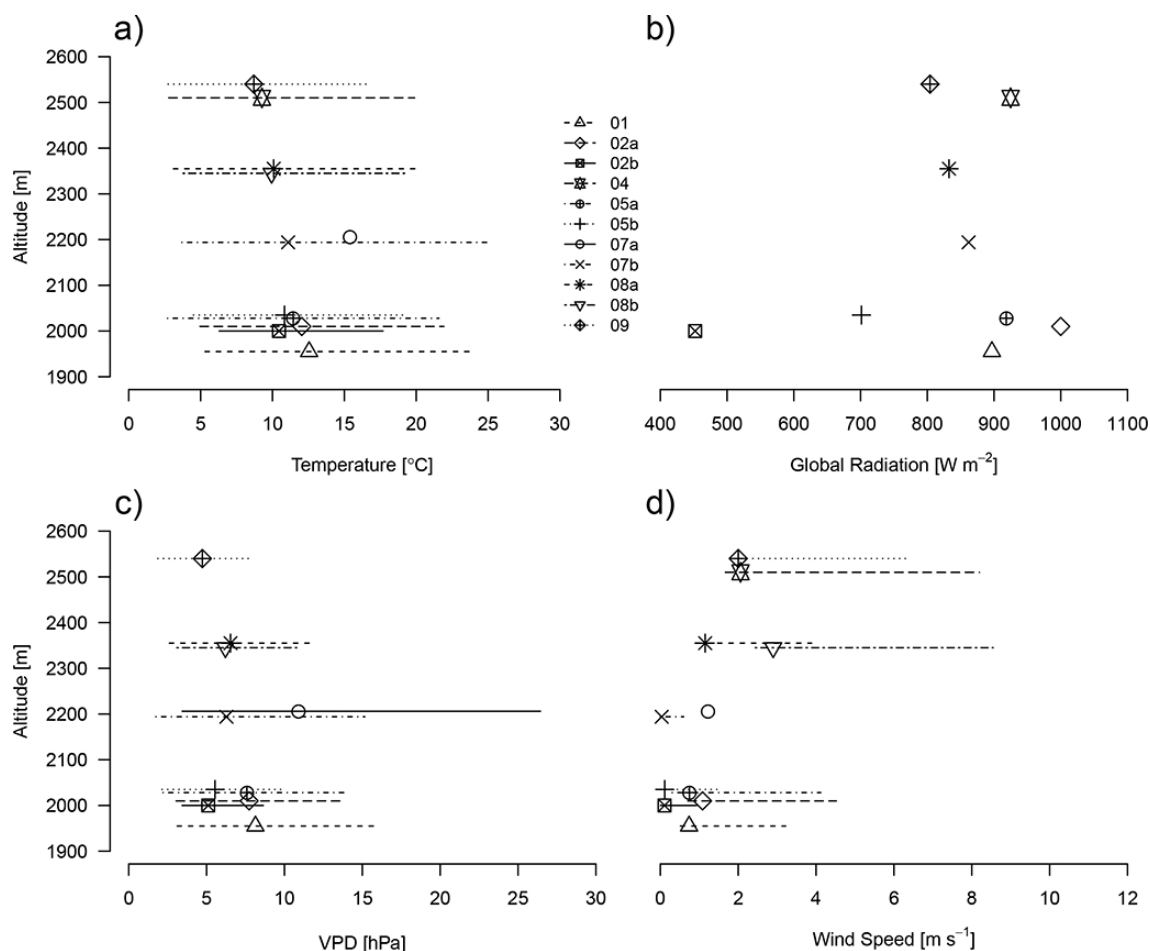 a)
2600
2500
2400
2300
2200
2100
2000
1900
Altitude [m]
0 5 10 15 20 25 30
Temperature [°C]
01
02a
02b
04
05a
05b
07a
07b
08a
08b
09
b)
400 500 600 700 800 900 1000 1100
Global Radiation [W m⁻²]
c)
2600
2500
2400
2300
2200
2100
2000
1900
Altitude [m]
0 5 10 15 20 25 30
VPD [hPa]
d)
0 2 4 6 8 10 12
Wind Speed [m s⁻¹]